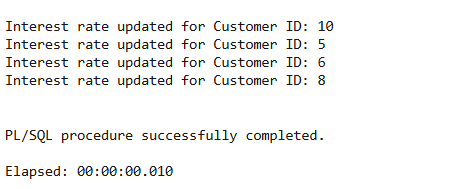 Interest rate updated for Customer ID: 10
Interest rate updated for Customer ID: 5
Interest rate updated for Customer ID: 6
Interest rate updated for Customer ID: 8
PL/SQL procedure successfully completed.
Elapsed: 00:00:00.010